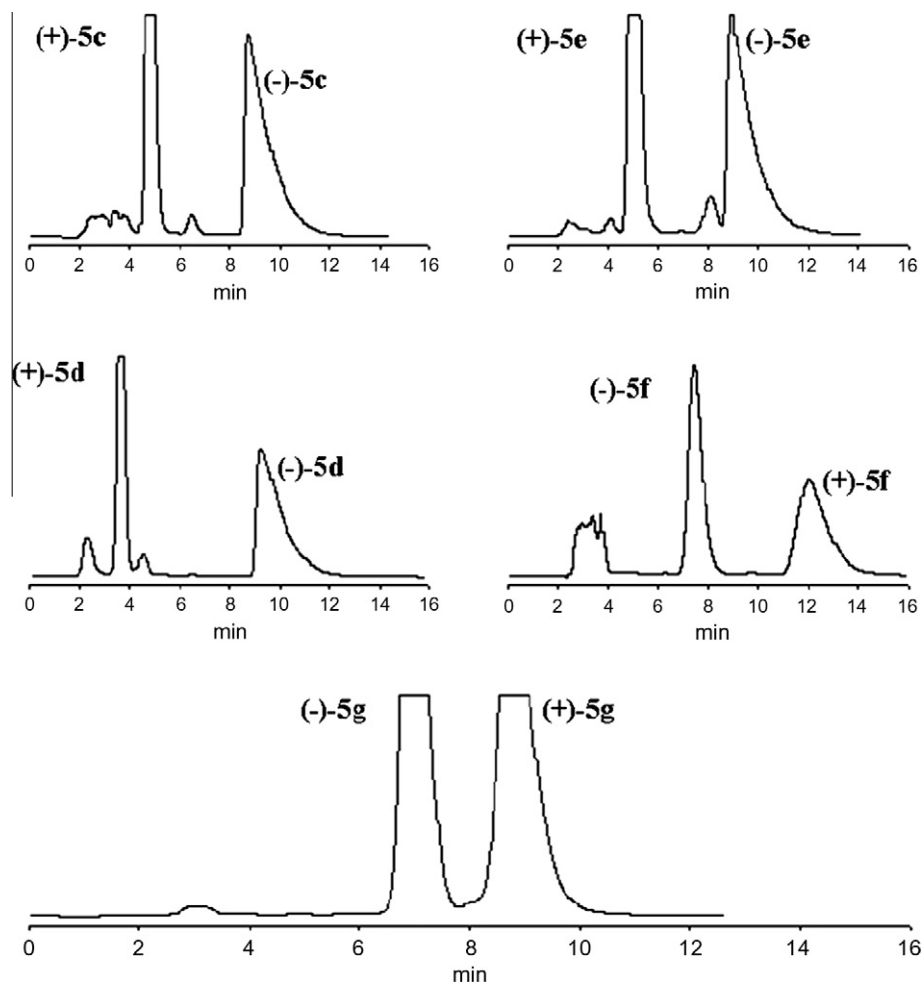 (+)-5c
(-)-5c
0 2 4 6 8 10 12 14 16
min
(+)-5e
(-)-5e
0 2 4 6 8 10 12 14 16
min
(+)-5d
(-)-5d
0 2 4 6 8 10 12 14 16
min
(-)-5f
(+)-5f
0 2 4 6 8 10 12 14 16
min
(-)-5g
(+)-5g
0 2 4 6 8 10 12 14 16
min